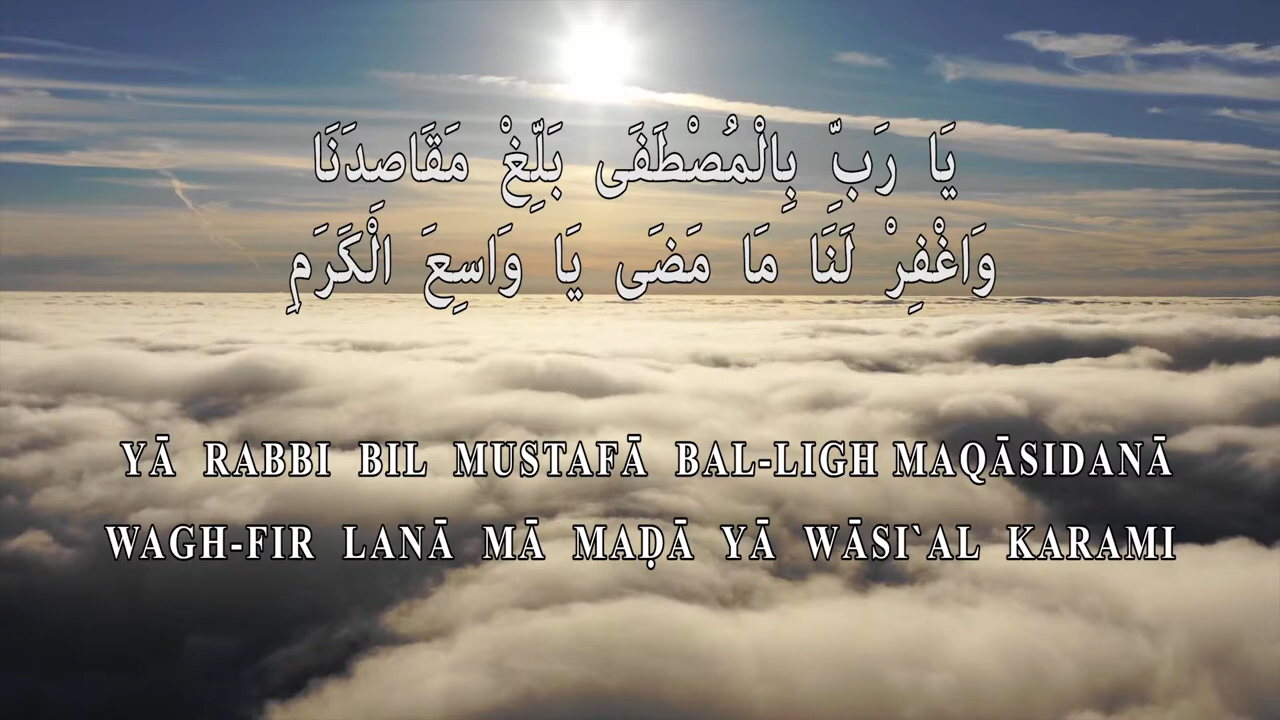 يَا رَبِّ بِالْمُصْطَفَى بَلِّغْ مَقَاصِدَنَا
وَاغْفِرْ لَنَا مَا مَضَى يَا وَاسِعَ الْكَرَمِ
YĀ RABBI BIL MUSTAFĀ BAL-LIGH MAQĀSIDANĀ
WAGH-FIR LANĀ MĀ MAḌĀ YĀ WĀSI`AL KARAMI